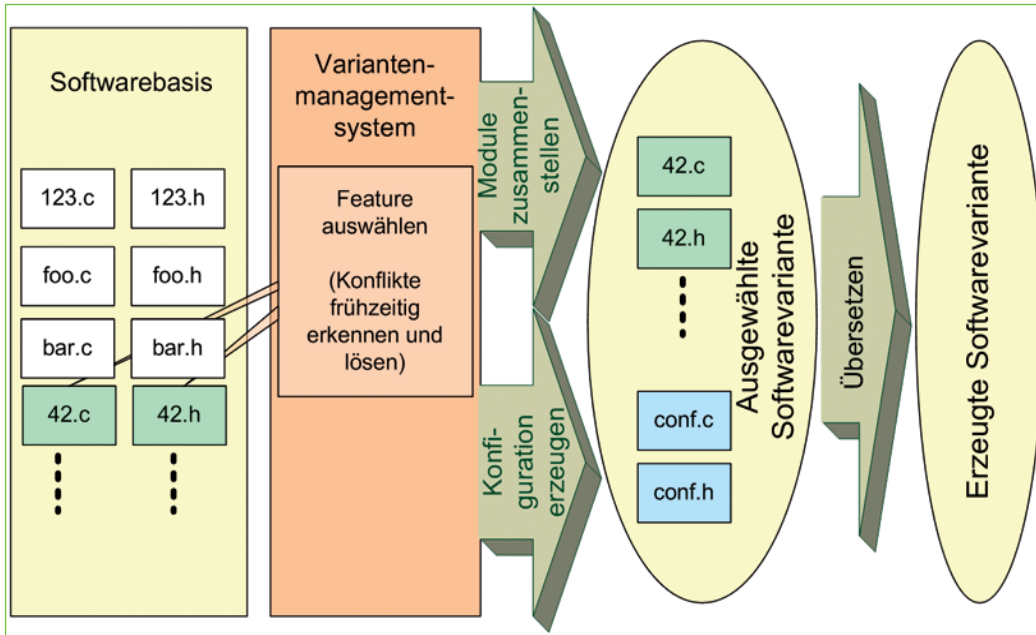 Softwarebasis
123.c
123.h
foo.c
foo.h
bar.c
bar.h
42.c
42.h
Varianten-
management-
system
Feature
auswählen
(Konflikte
frühzeitig
erkennen und
lösen)
Module
zusammen-
stellen
Konfi-
guration
erzeugen
42.c
42.h
conf.c
conf.h
Ausgewählte
Softwarevariante
Übersetzen
Erzeugte Softwarevariante